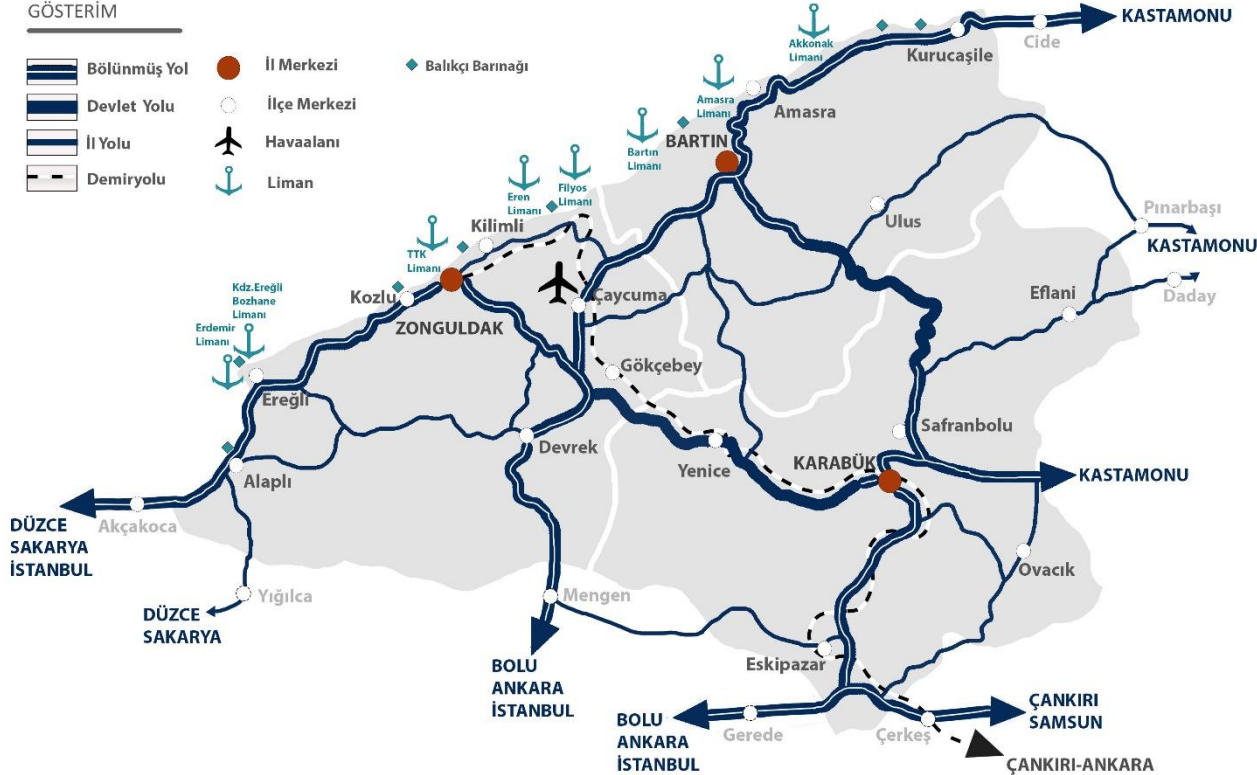 GÖSTERİM
Bölünmüş Yol
Devlet Yolu
İl Yolu
Demiryolu
İl Merkezi
İlçe Merkezi
Havaalanı
Liman
Balıkçı Barınağı
KASTAMONU
Cide
Kurucaşile
Akkonak
Limanı
Amasra
Amasra
Limanı
BARTIN
Bartın
Limanı
Filyos
Limanı
Eren
Limanı
Kilimli
TTK
Limanı
Kozlu
ZONGULDAK
Kdz.Ereğli
Bozhane
Limanı
Erdemir
Limanı
Ereğli
Alaplı
Akçakoca
DÜZCE
SAKARYA
İSTANBUL
Yığılca
DÜZCE
SAKARYA
Çaycuma
Gökçebey
Devrek
Yenice
Mengen
BOLU
ANKARA
İSTANBUL
Ulus
Pınarbaşı
KASTAMONU
Daday
Eflani
Safranbolu
KARABÜK
KASTAMONU
Ovacık
Eskipazar
BOLU
ANKARA
İSTANBUL
Gerede
Çerkeş
ÇANKIRI
SAMSUN
ÇANKIRI-ANKARA